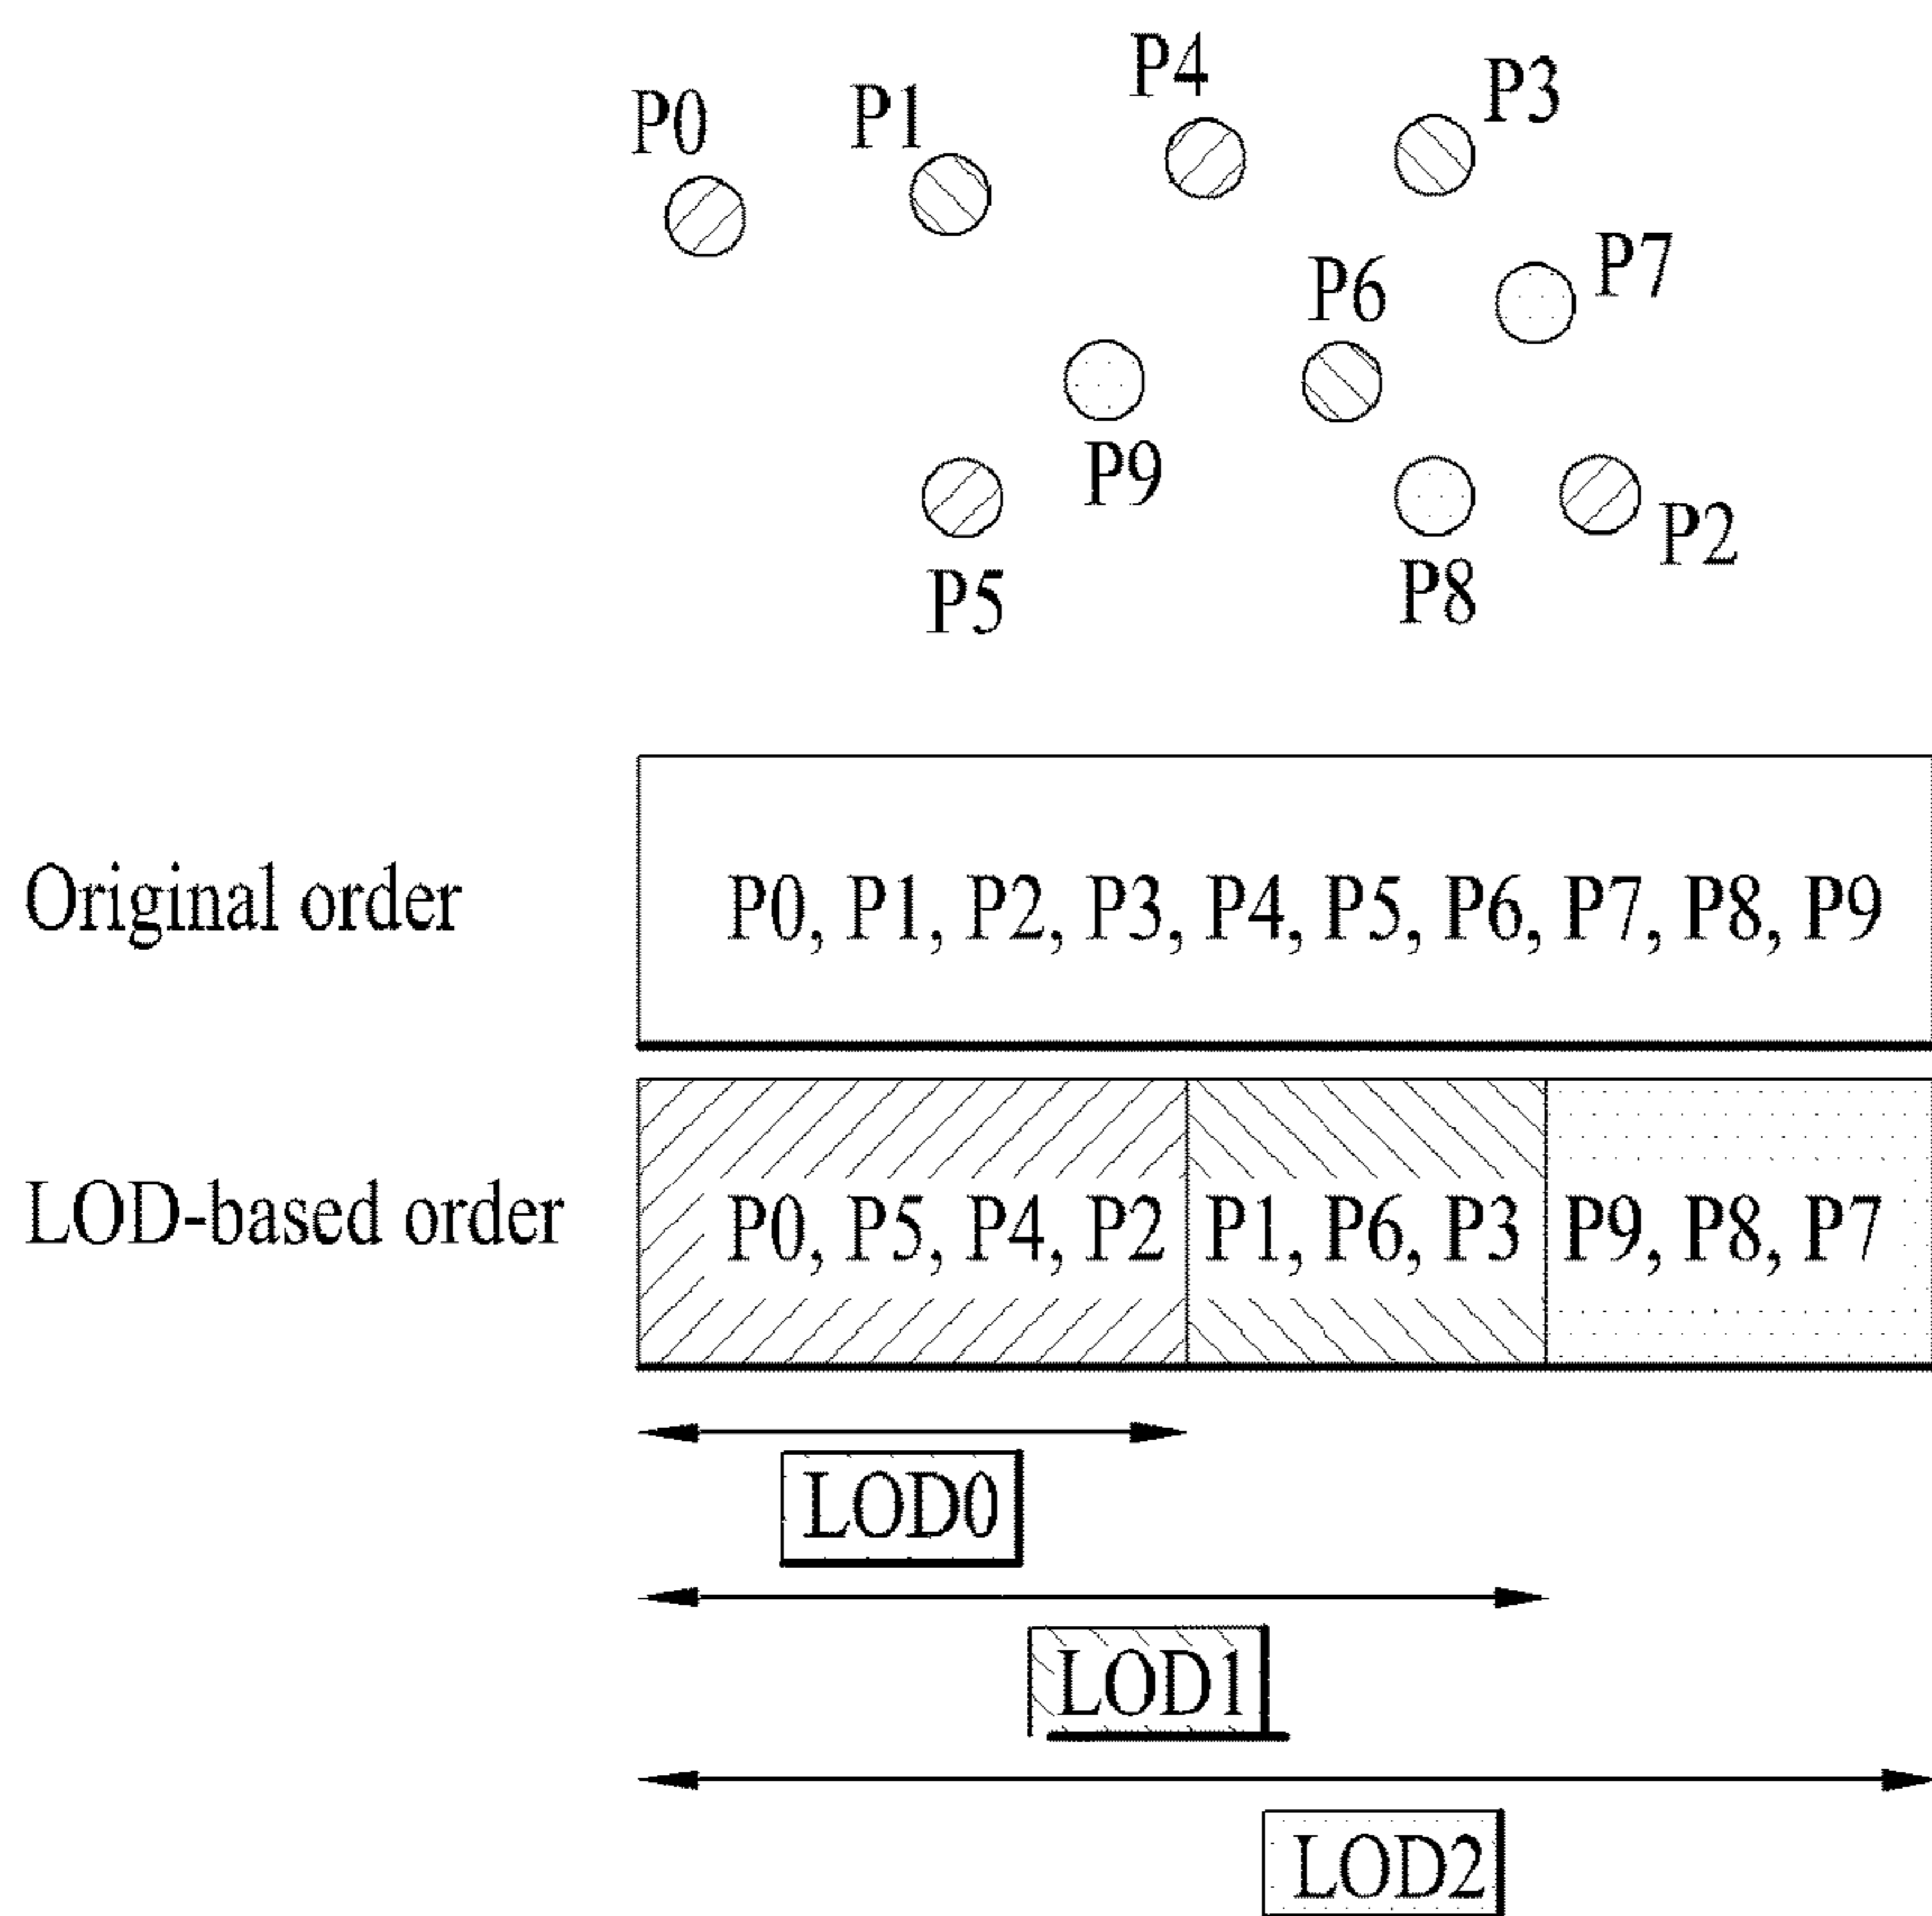 P4
P3
P0
P1
P7
P6
P9
P2
P5
P8
Original order
P0, P1, P2, P3, P4, P5, P6, P7, P8, P9
LOD-based order
P0, P5, P4, P2 P1, P6, P3 P9, P8, P7
LOD0
LOD1
LOD2